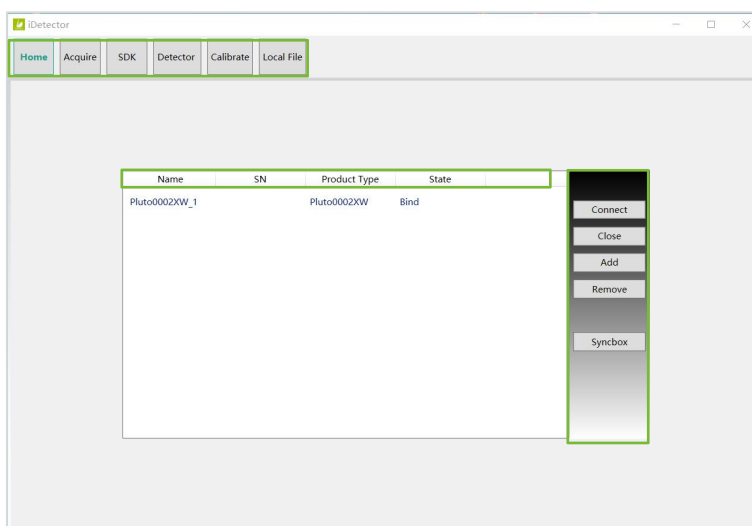 iDetector
Home Acquire SDK Detector Calibrate Local File
Name SN Product Type State
Pluto0002XW_1 Pluto0002XW Bind
Connect
Close
Add
Remove
Syncbox